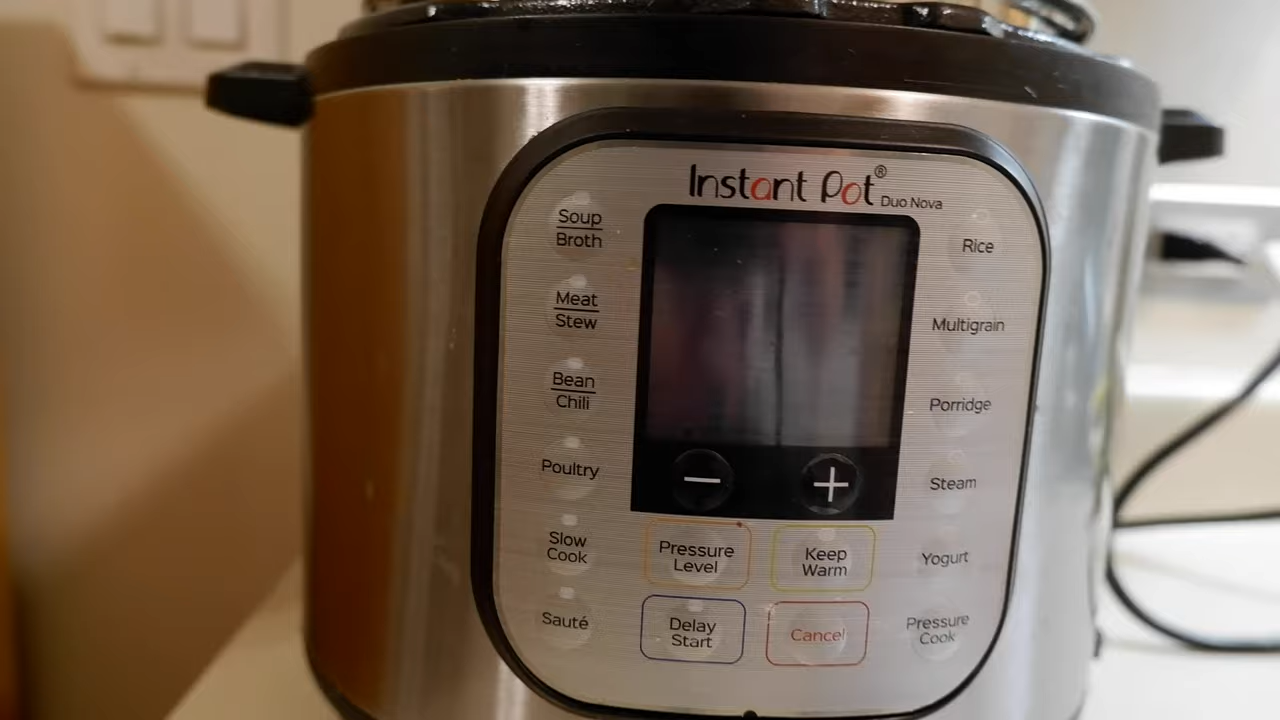 Instant Pot®
Duo Nova
Soup
Broth
Meat
Stew
Bean
Chili
Poultry
Slow
Cook
Sauté
−
+
Pressure
Level
Keep
Warm
Delay
Start
Cancel
Rice
Multigrain
Porridge
Steam
Yogurt
Pressure
Cook